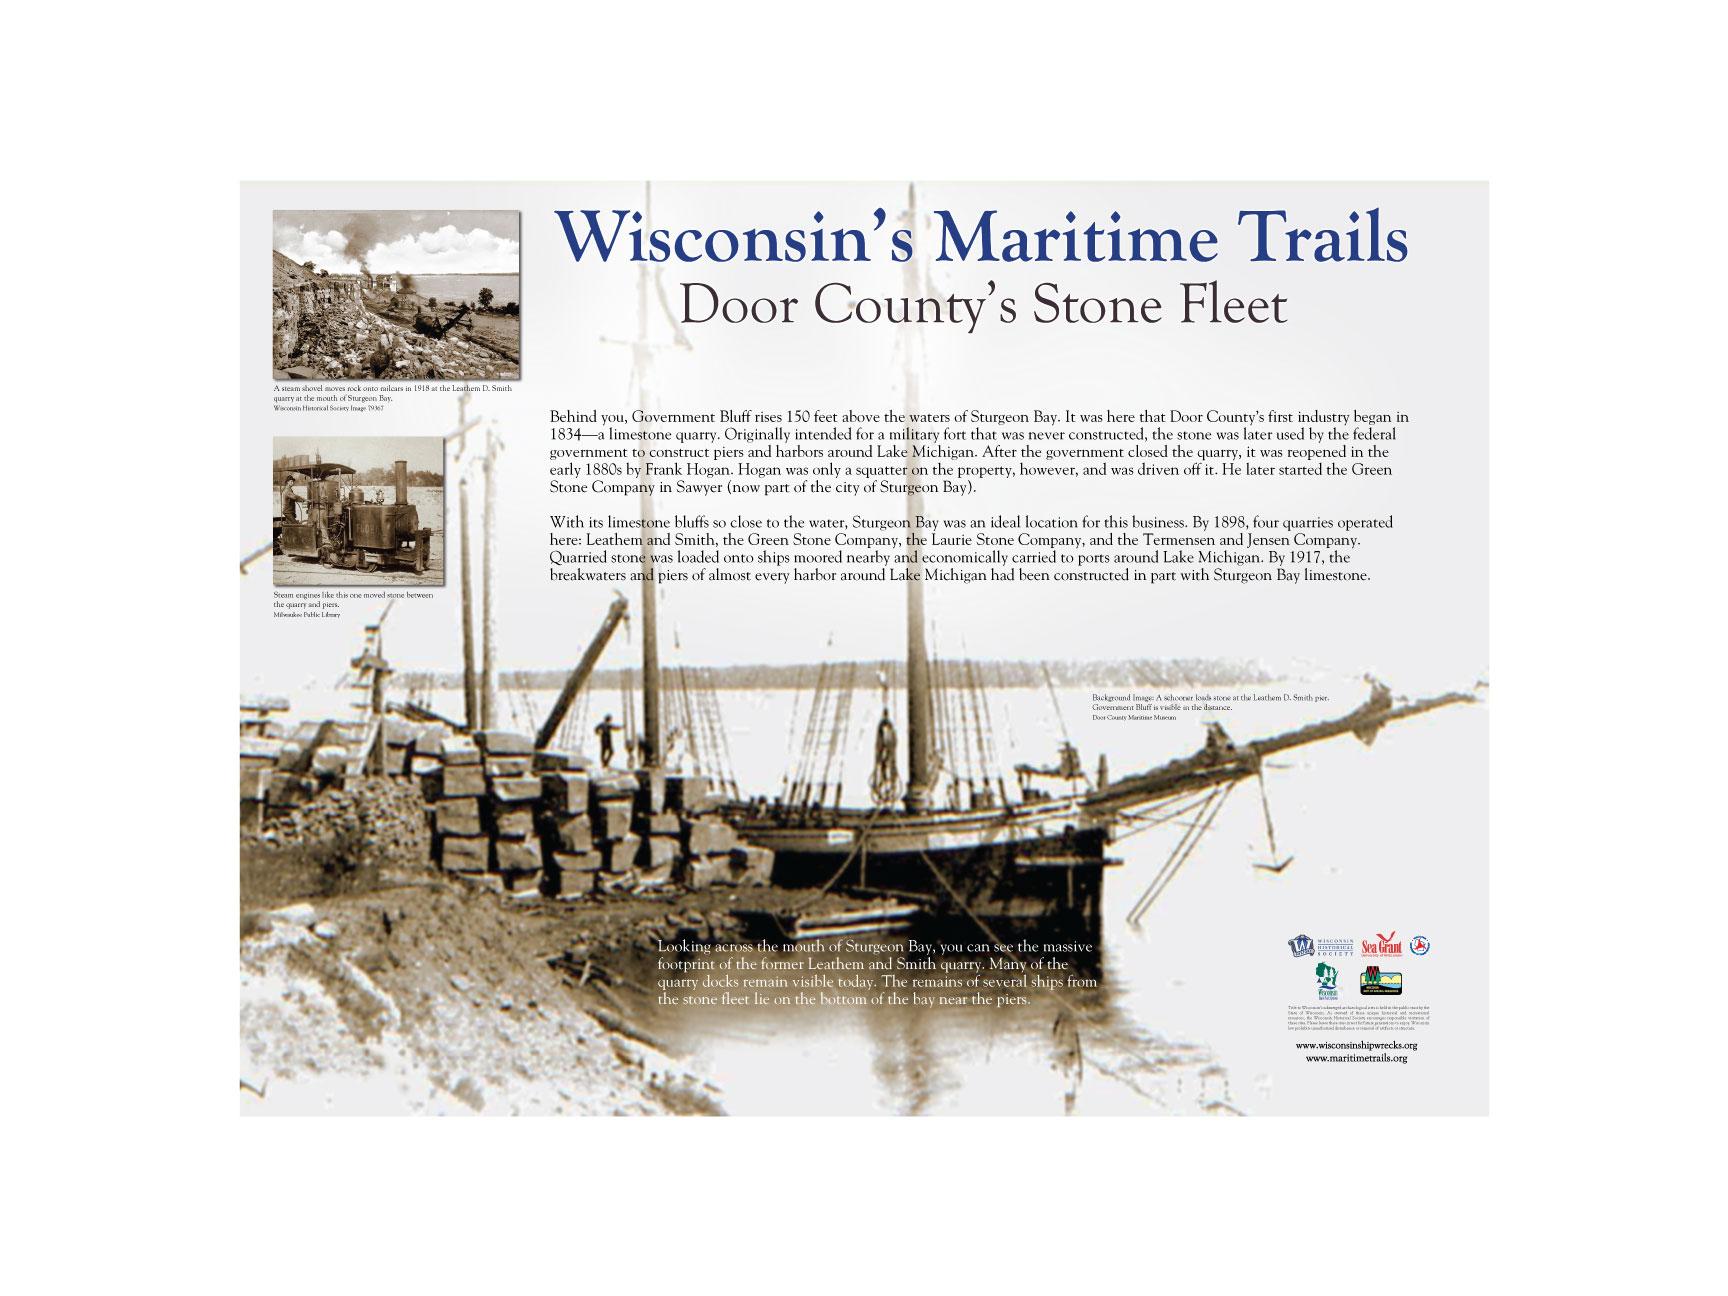 Wisconsin's Maritime Trails
Door County's Stone Fleet
A steam shovel moves rock onto railcars in 1918 at the Leathem D. Smith
quarry at the mouth of Sturgeon Bay.
Wisconsin Historical Society Image 79367
Steam engines like this one moved stone between
the quarry and piers.
Milwaukee Public Library
Behind you, Government Bluff rises 150 feet above the waters of Sturgeon Bay. It was here that Door County's first industry began in
1834—a limestone quarry. Originally intended for a military fort that was never constructed, the stone was later used by the federal
government to construct piers and harbors around Lake Michigan. After the government closed the quarry, it was reopened in the
early 1880s by Frank Hogan. Hogan was only a squatter on the property, however, and was driven off it. He later started the Green
Stone Company in Sawyer (now part of the city of Sturgeon Bay).
With its limestone bluffs so close to the water, Sturgeon Bay was an ideal location for this business. By 1898, four quarries operated
here: Leathem and Smith, the Green Stone Company, the Laurie Stone Company, and the Termensen and Jensen Company.
Quarried stone was loaded onto ships moored nearby and economically carried to ports around Lake Michigan. By 1917, the
breakwaters and piers of almost every harbor around Lake Michigan had been constructed in part with Sturgeon Bay limestone.
Background Image: A schooner loads stone at the Leathem D. Smith pier.
Government Bluff is visible in the distance.
Door County Maritime Museum
Looking across the mouth of Sturgeon Bay, you can see the massive
footprint of the former Leathem and Smith quarry. Many of the
quarry docks remain visible today. The remains of several ships from
the stone fleet lie on the bottom of the bay near the piers.
WISCONSIN
HISTORICAL
SOCIETY
Sea Grant
Wisconsin
www.wisconsinshipwrecks.org
www.maritimetrails.org